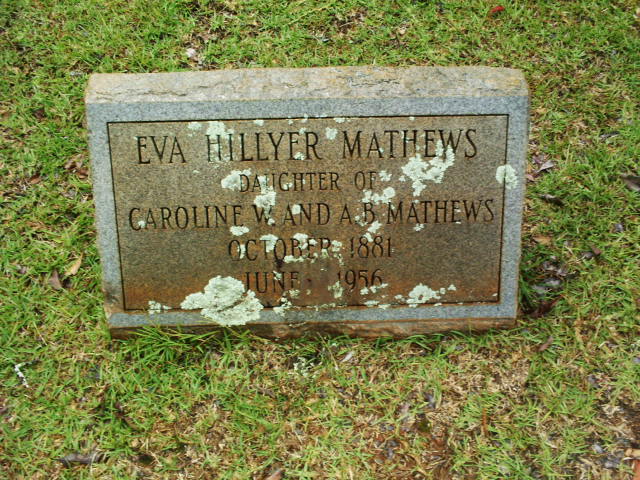 EVA HILLYER MATHEWS
DAUGHTER OF
CAROLINE W. AND A.B. MATHEWS
OCTOBER 1881
JUNE 1956